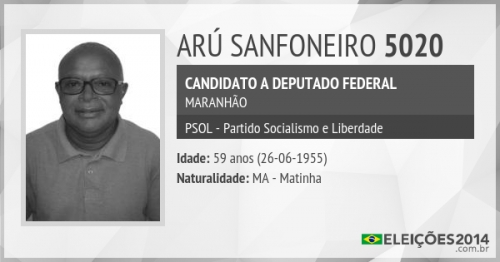 ARÚ SANFONEIRO 5020
CANDIDATO A DEPUTADO FEDERAL
MARANHÃO
PSOL - Partido Socialismo e Liberdade
Idade: 59 anos (26-06-1955)
Naturalidade: MA - Matinha
ELEIÇÕES2014
.com.br